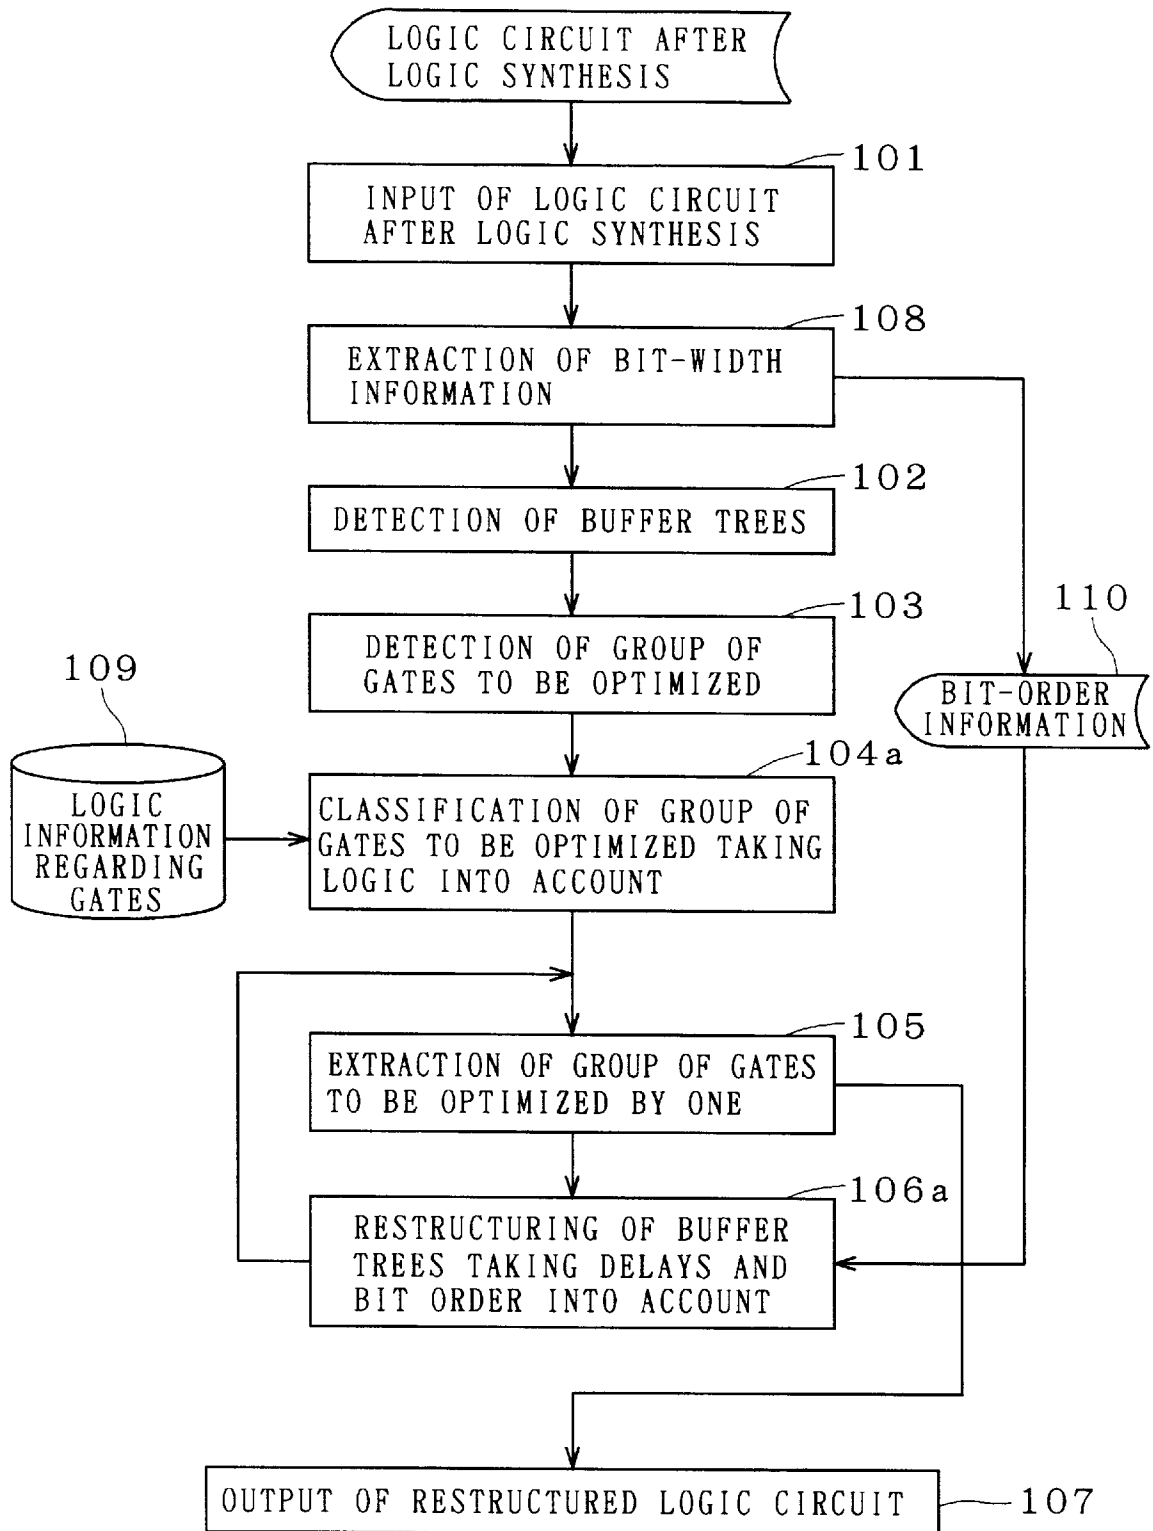 LOGIC CIRCUIT AFTER
LOGIC SYNTHESIS
101
INPUT OF LOGIC CIRCUIT
AFTER LOGIC SYNTHESIS
108
EXTRACTION OF BIT-WIDTH
INFORMATION
102
DETECTION OF BUFFER TREES
103
DETECTION OF GROUP OF
GATES TO BE OPTIMIZED
110
BIT-ORDER
INFORMATION
109
LOGIC
INFORMATION
REGARDING
GATES
104a
CLASSIFICATION OF GROUP OF
GATES TO BE OPTIMIZED TAKING
LOGIC INTO ACCOUNT
105
EXTRACTION OF GROUP OF GATES
TO BE OPTIMIZED BY ONE
106a
RESTRUCTURING OF BUFFER
TREES TAKING DELAYS AND
BIT ORDER INTO ACCOUNT
OUTPUT OF RESTRUCTURED LOGIC CIRCUIT
107